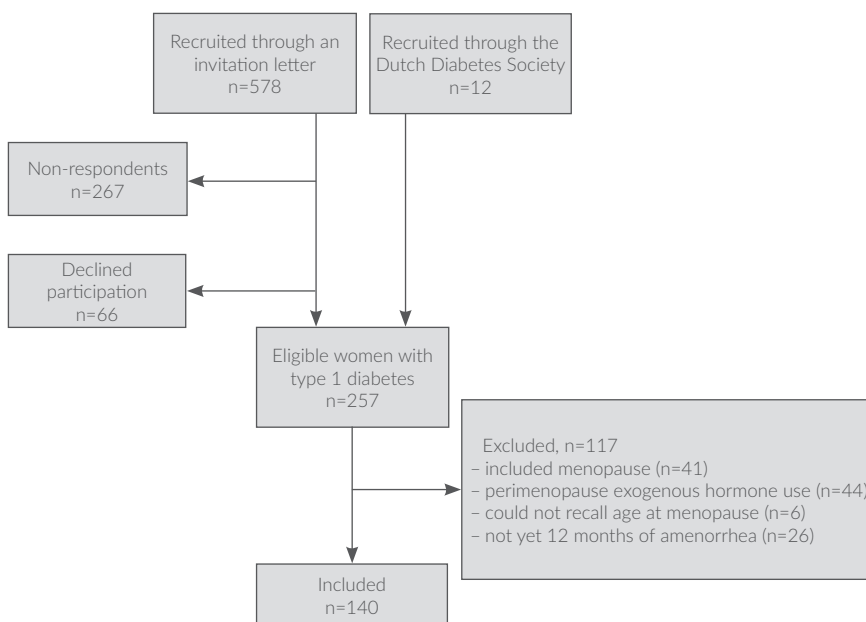 Recruited through an
invitation letter
n=578
Recruited through the
Dutch Diabetes Society
n=12
Non-respondents
n=267
Declined
participation
n=66
Eligible women with
type 1 diabetes
n=257
Excluded, n=117
– included menopause (n=41)
– perimenopause exogenous hormone use (n=44)
– could not recall age at menopause (n=6)
– not yet 12 months of amenorrhea (n=26)
Included
n=140